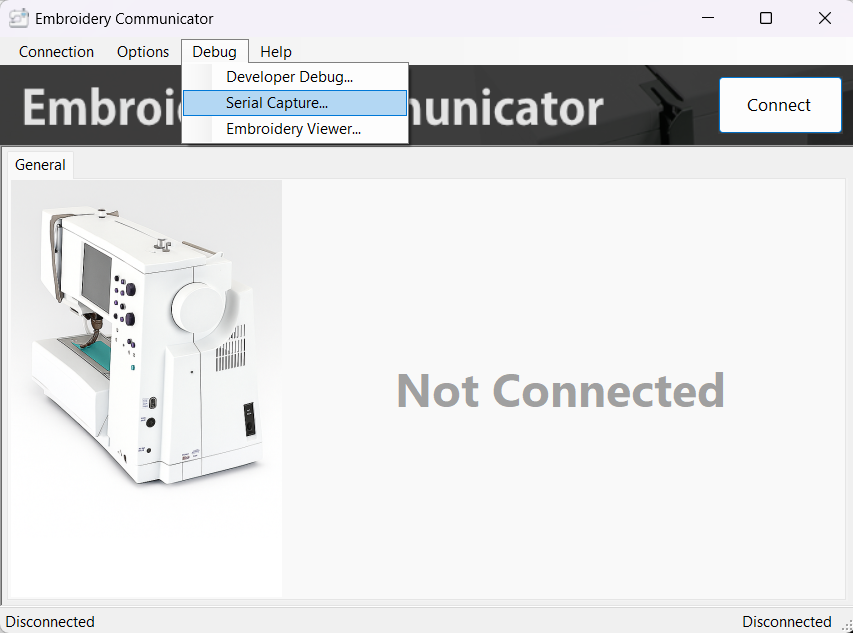 Embroidery Communicator
Connection Options Debug Help
Developer Debug...
Serial Capture...
Embroidery Viewer...
Connect
General
Not Connected
Disconnected
Disconnected